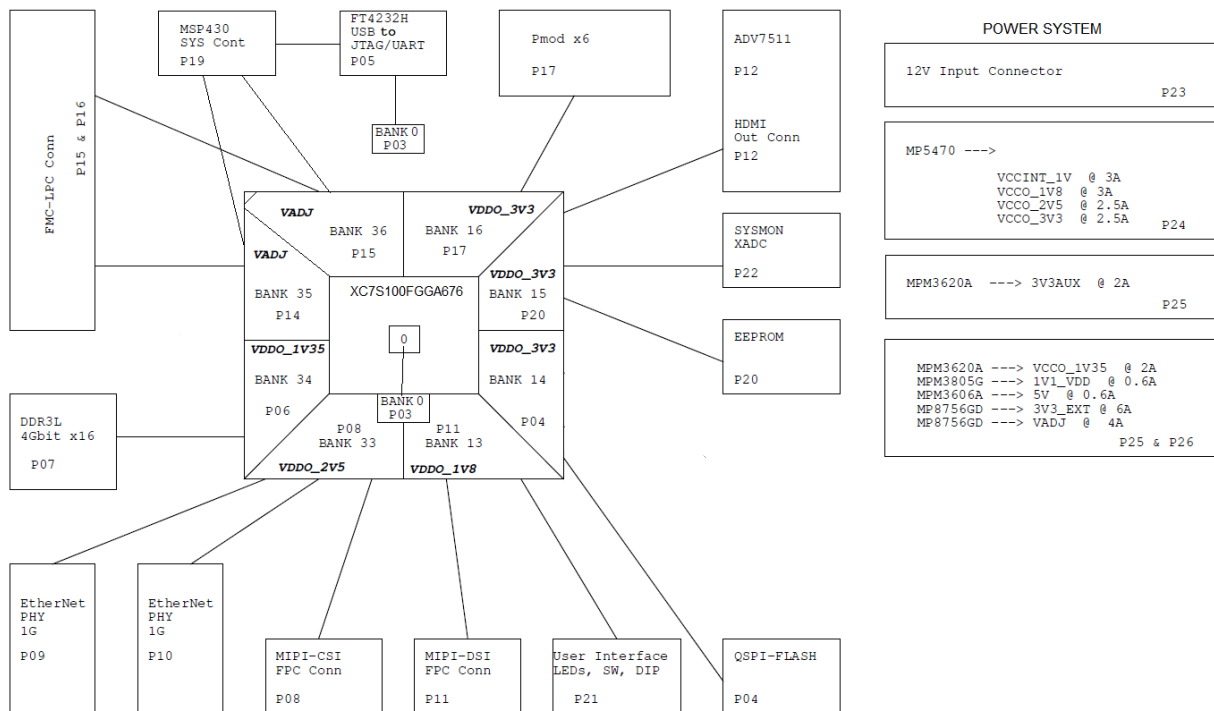 MSP430
SYS Cont
P19
FT4232H
USB to
JTAG/UART
P05
Pmod x6
P17
ADV7511
P12
HDMI
Out Conn
P12
POWER SYSTEM
12V Input Connector
P23
FMC-LPC Conn
P15 & P16
BANK 0
P03
MP5470 --->
VCCINT_1V @ 3A
VCCO_1V8 @ 3A
VCCO_2V5 @ 2.5A
VCCO_3V3 @ 2.5A
P24
VADJ
BANK 36
P15
VDDO_3V3
BANK 16
P17
SYSMON
XADC
P22
VADJ
BANK 35
P14
XC7S100FGGA676
VDDO_3V3
BANK 15
P20
MPM3620A ---> 3V3AUX @ 2A
P25
0
EEPROM
P20
VDDO_1V35
BANK 34
P06
VDDO_3V3
BANK 14
P04
MPM3620A ---> VCCO_1V35 @ 2A
MPM3805G ---> 1V1_VDD @ 0.6A
MPM3606A ---> 5V @ 0.6A
MP8756GD ---> 3V3_EXT @ 6A
MP8756GD ---> VADJ @ 4A
P25 & P26
BANK 0
P03
DDR3L
4Gbit x16
P07
P08
BANK 33
VDDO_2V5
P11
BANK 13
VDDO_1V8
EtherNet
PHY
1G
P09
EtherNet
PHY
1G
P10
MIPI-CSI
FPC Conn
P08
MIPI-DSI
FPC Conn
P11
User Interface
LEDs, SW, DIP
P21
QSPI-FLASH
P04